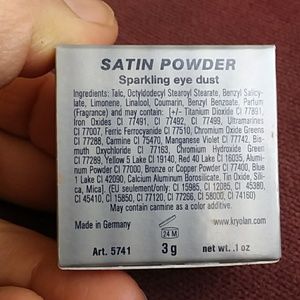 SATIN POWDER
Sparkling eye dust
Ingredients: Talc, Octyldodecyl Stearoyl Stearate, Benzyl Salicy-
late, Limonene, Linalool, Coumarin, Benzyl Benzoate, Parfum
(Fragrance) and may contain: [+/- Titanium Dioxide CI 77891,
Iron Oxides CI 77491, CI 77492, CI 77499, Ultramarines
CI 77007, Ferric Ferrocyanide CI 77510, Chromium Oxide Greens
CI 77288, Carmine CI 75470, Manganese Violet CI 77742, Bis-
muth Oxychloride CI 77163, Chromium Hydroxide Green
CI 77289, Yellow 5 Lake CI 19140, Red 40 Lake CI 16035, Alumi-
num Powder CI 77000, Bronze Powder or Copper CI 77400, Blue
1 Lake CI 42090, Calcium Aluminum Borosilicate, Tin Oxide, Sili-
ca, Mica]. (EU seulement/only: CI 15985, CI 12085, CI 45380,
CI 45410, CI 15850, CI 17200, CI 77266, CI 58000, CI 60725)
May contain carmine as a color additive
Made in Germany
24 M
www.kryolan.com
Art. 5741
3 g
net wt. .1 oz